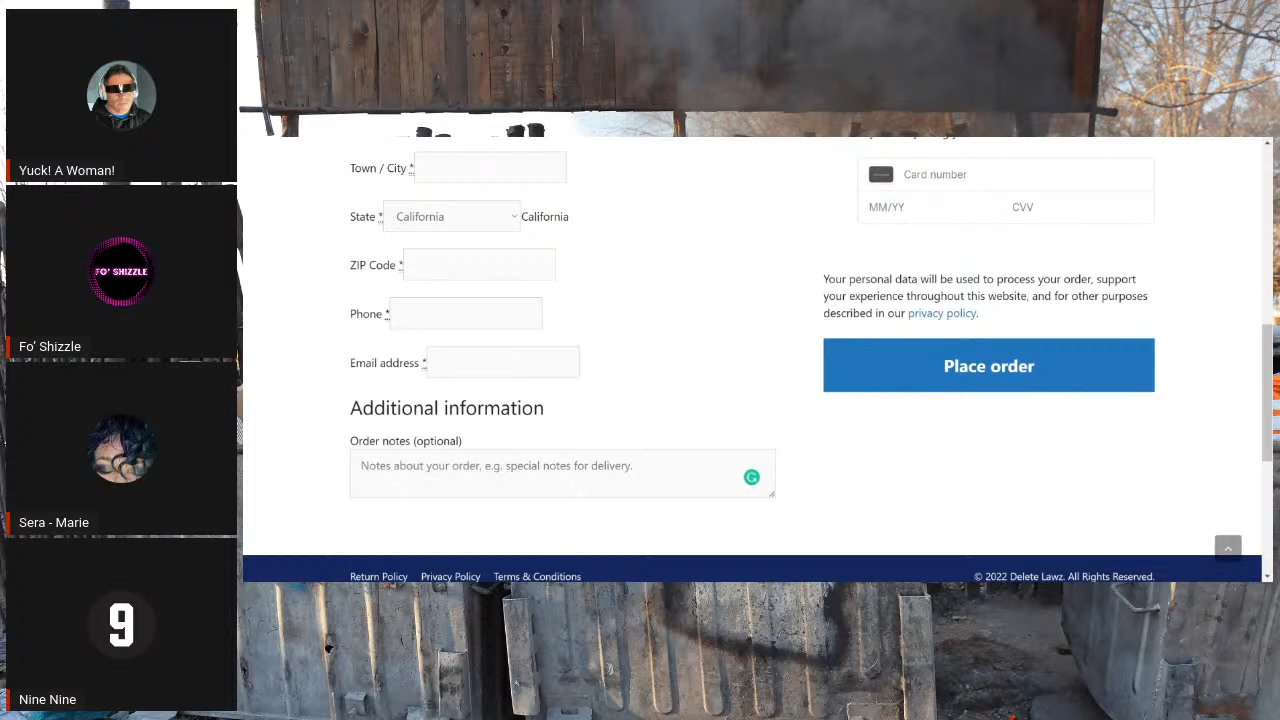 Yuck! A Woman!
FO' SHIZZLE
Fo' Shizzle
Sera - Marie
9
Nine Nine
Town / City *
State * California California
ZIP Code *
Phone *
Email address *
Additional information
Order notes (optional)
Notes about your order, e.g. special notes for delivery.
Card number
MM/YY CVV
Your personal data will be used to process your order, support
your experience throughout this website, and for other purposes
described in our privacy policy.
Place order
Return Policy Privacy Policy Terms & Conditions
© 2022 Delete Lawz. All Rights Reserved.